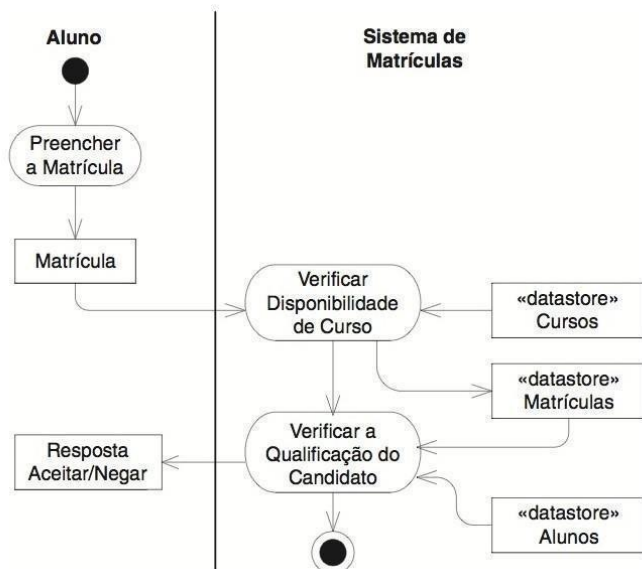 Aluno
Sistema de
Matrículas
Preencher
a Matrícula
Matrícula
Verificar
Disponibilidade
de Curso
«datastore»
Cursos
«datastore»
Matrículas
Verificar a
Qualificação do
Candidato
Resposta
Aceitar/Negar
«datastore»
Alunos